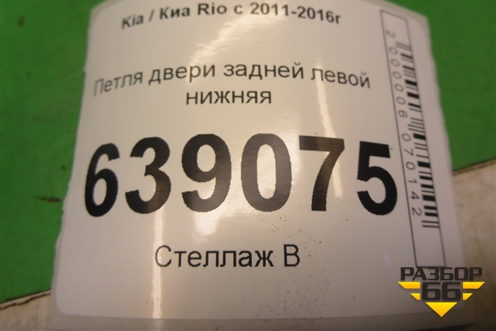 Kia / Киа Rio с 2011-2016г
Петля двери задней левой
нижняя
639075
Стеллаж В
2000006070142
РАЗБОР
66